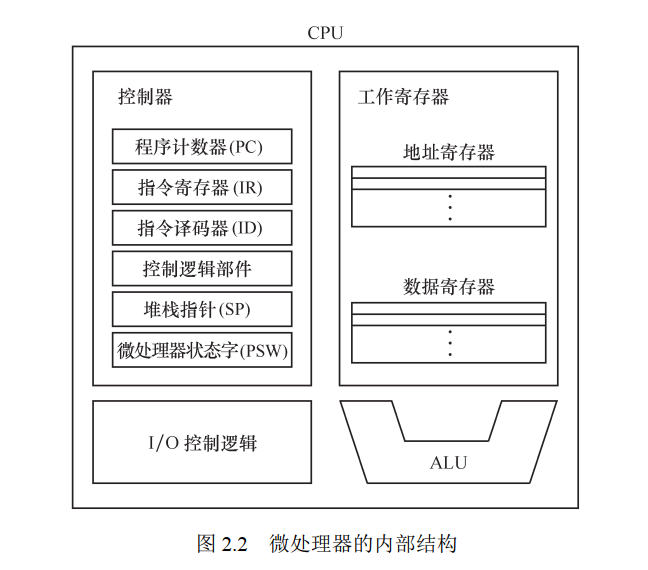 CPU
控制器
程序计数器(PC)
指令寄存器(IR)
指令译码器(ID)
控制逻辑部件
堆栈指针(SP)
微处理器状态字(PSW)
工作寄存器
地址寄存器
数据寄存器
I/O 控制逻辑
ALU
图 2.2 微处理器的内部结构